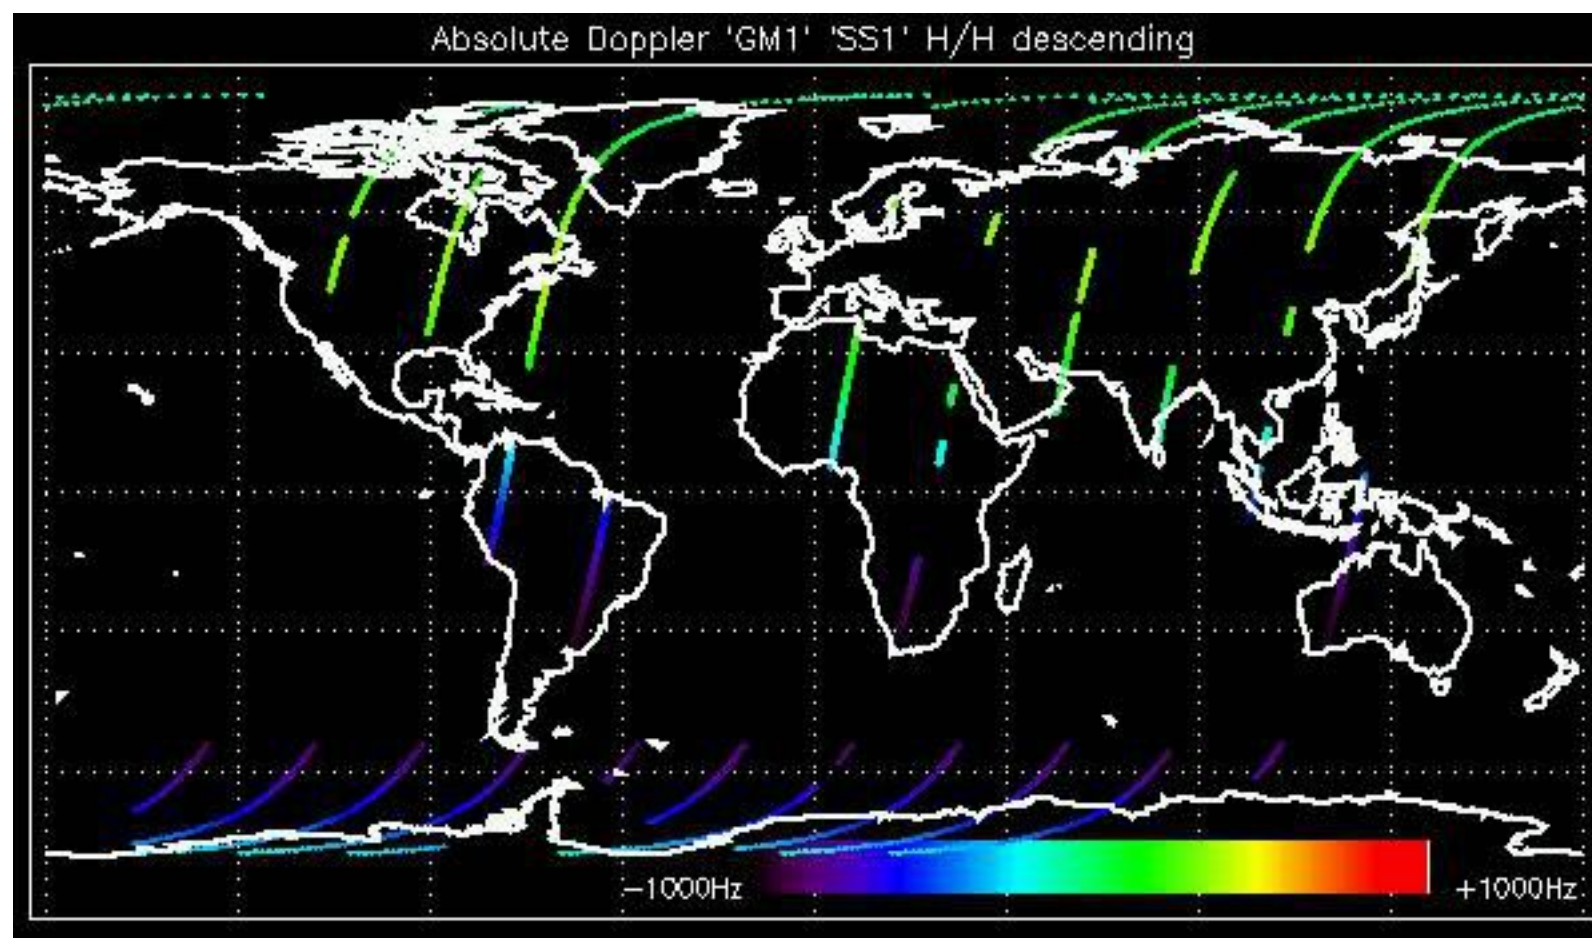 Absolute Doppler 'GM1' 'SS1' H/H descending
-1000Hz
+1000Hz